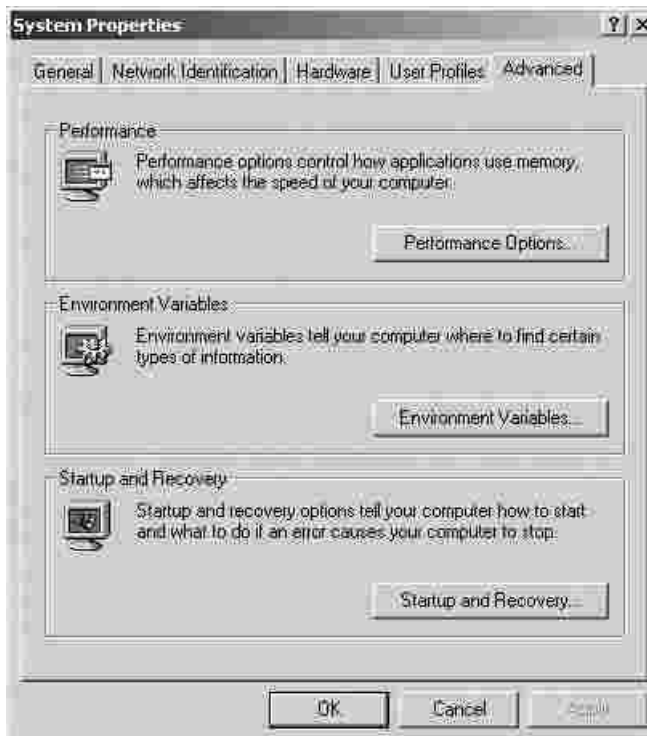 System Properties
General Network Identification Hardware User Profiles Advanced
Performance
Performance options control how applications use memory,
which affects the speed of your computer.
Performance Options...
Environment Variables
Environment variables tell your computer where to find certain
types of information.
Environment Variables...
Startup and Recovery
Startup and recovery options tell your computer how to start
and what to do if an error causes your computer to stop.
Startup and Recovery...
OK Cancel Apply